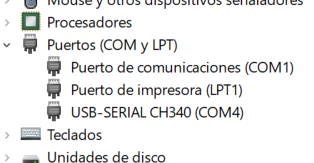 Mouse y otros dispositivos señaladores
Procesadores
Puertos (COM y LPT)
Puerto de comunicaciones (COM1)
Puerto de impresora (LPT1)
USB-SERIAL CH340 (COM4)
Teclados
Unidades de disco